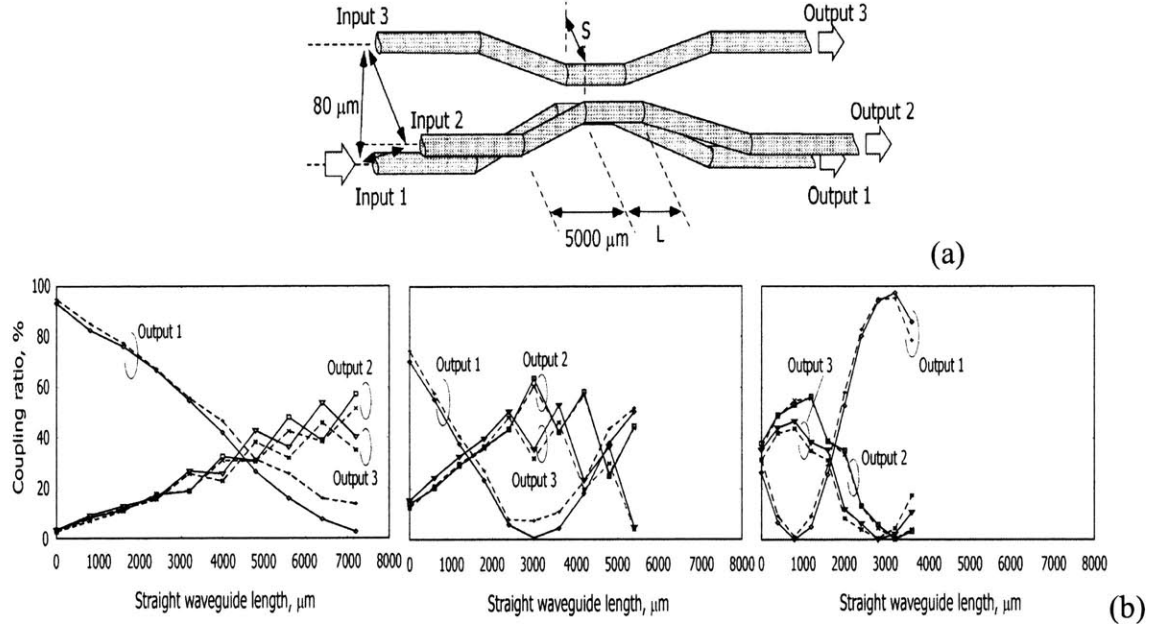 Input 3
S
Output 3
80 μm
Input 2
Output 2
Input 1
Output 1
5000 μm
L
(a)
Coupling ratio, %
100
80
60
40
20
0
Output 1
Output 2
Output 3
0 1000 2000 3000 4000 5000 6000 7000 8000
Straight waveguide length, μm
Output 1
Output 2
Output 3
0 1000 2000 3000 4000 5000 6000 7000 8000
Straight waveguide length, μm
Output 3
Output 1
Output 2
0 1000 2000 3000 4000 5000 6000 7000 8000
Straight waveguide length, μm
(b)